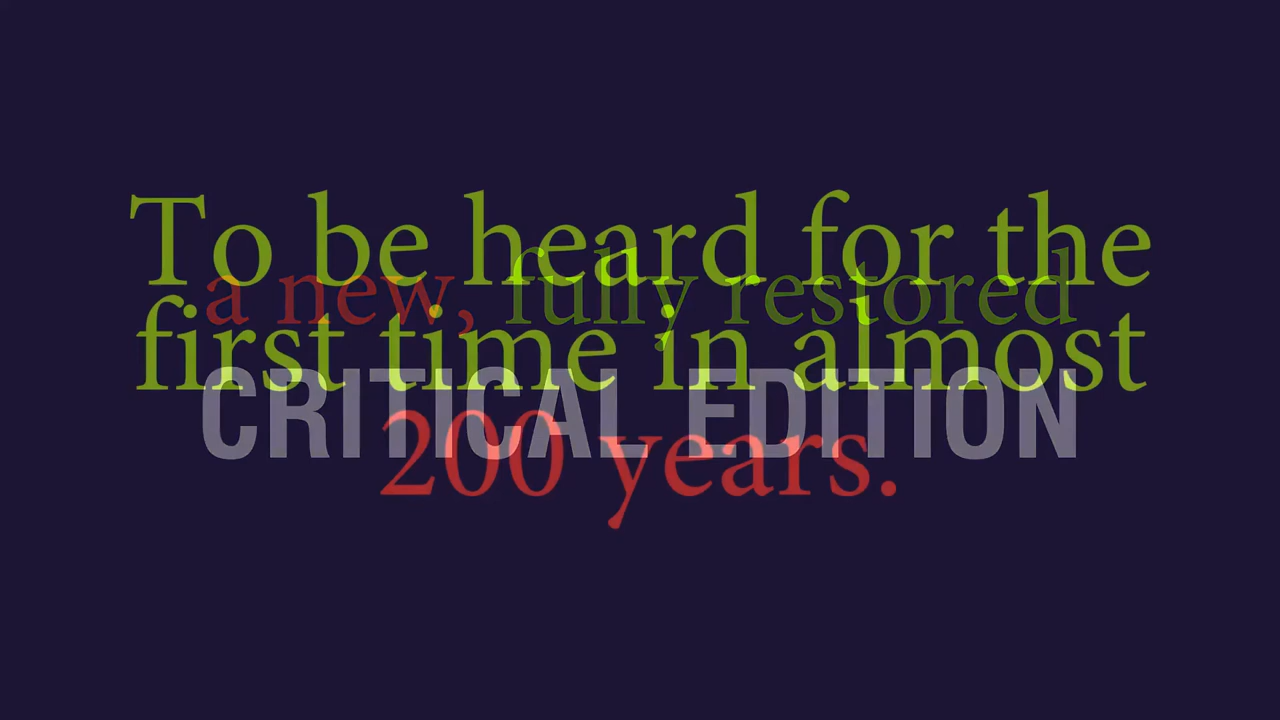 To be heard for the
a new, fully restored
first time in almost
CRITICAL EDITION
200 years.